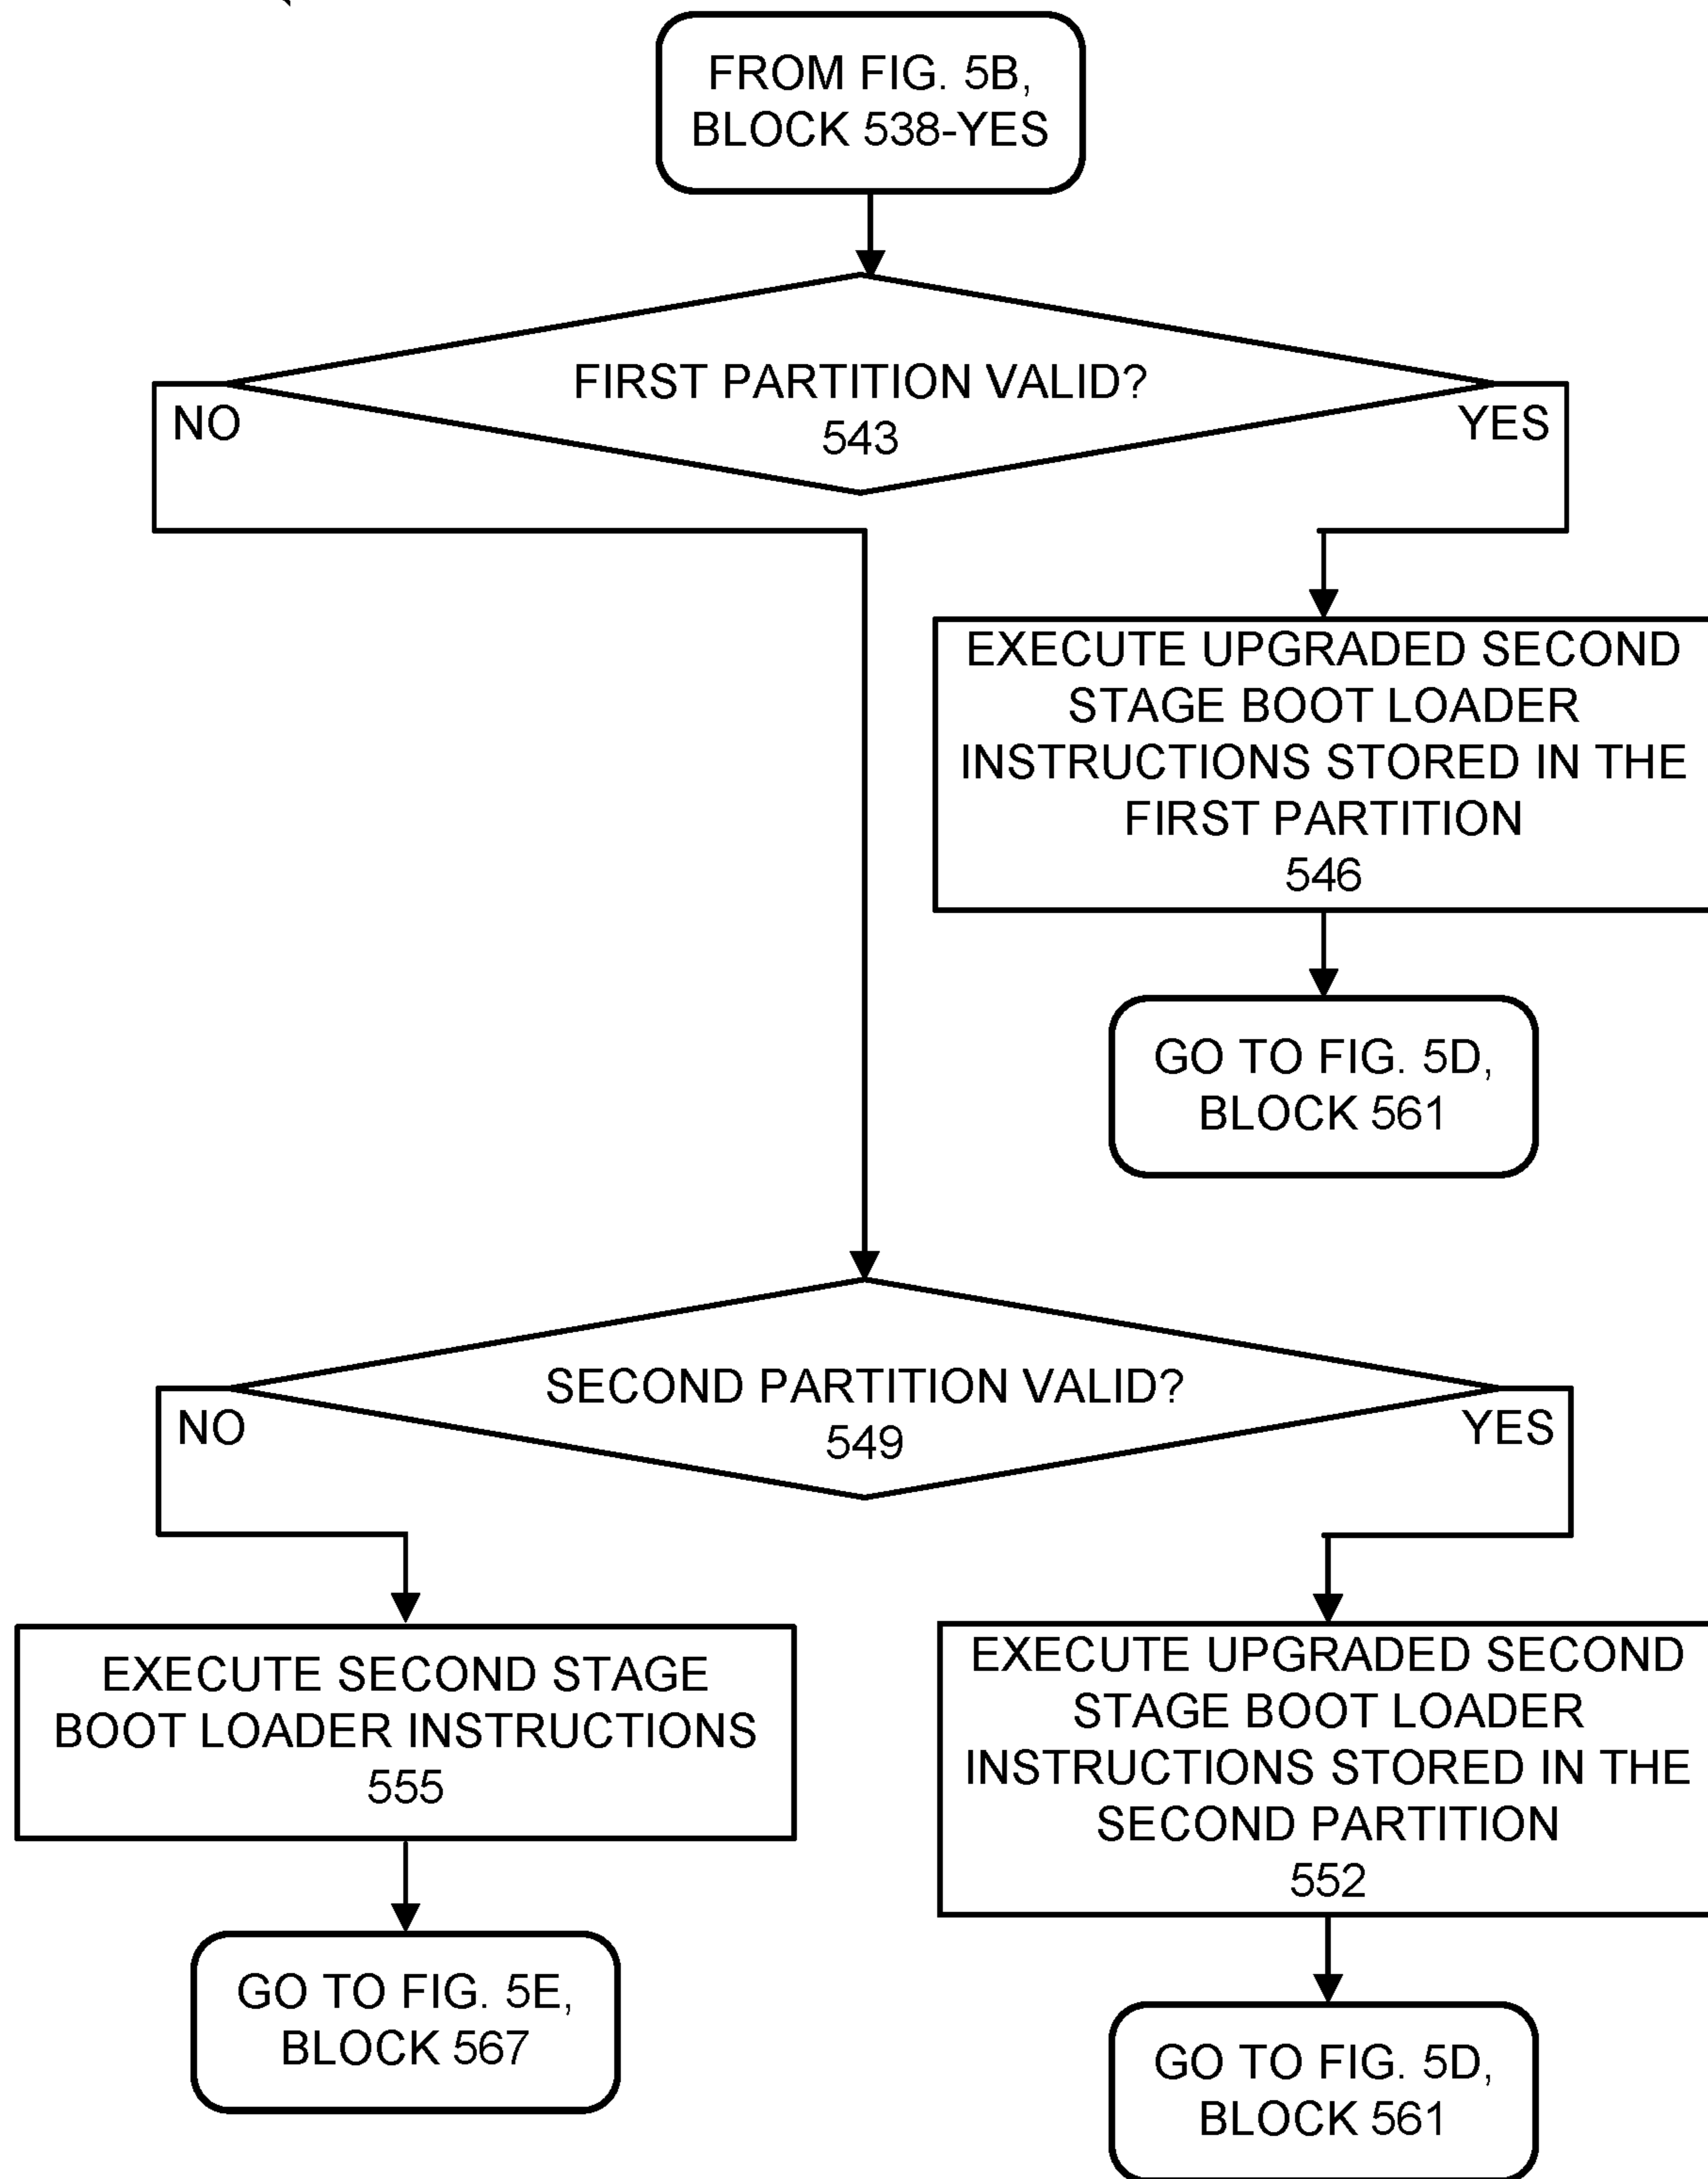 FROM FIG. 5B,
BLOCK 538-YES
FIRST PARTITION VALID?
543
NO
YES
EXECUTE UPGRADED SECOND
STAGE BOOT LOADER
INSTRUCTIONS STORED IN THE
FIRST PARTITION
546
GO TO FIG. 5D,
BLOCK 561
SECOND PARTITION VALID?
549
NO
YES
EXECUTE SECOND STAGE
BOOT LOADER INSTRUCTIONS
555
EXECUTE UPGRADED SECOND
STAGE BOOT LOADER
INSTRUCTIONS STORED IN THE
SECOND PARTITION
552
GO TO FIG. 5E,
BLOCK 567
GO TO FIG. 5D,
BLOCK 561